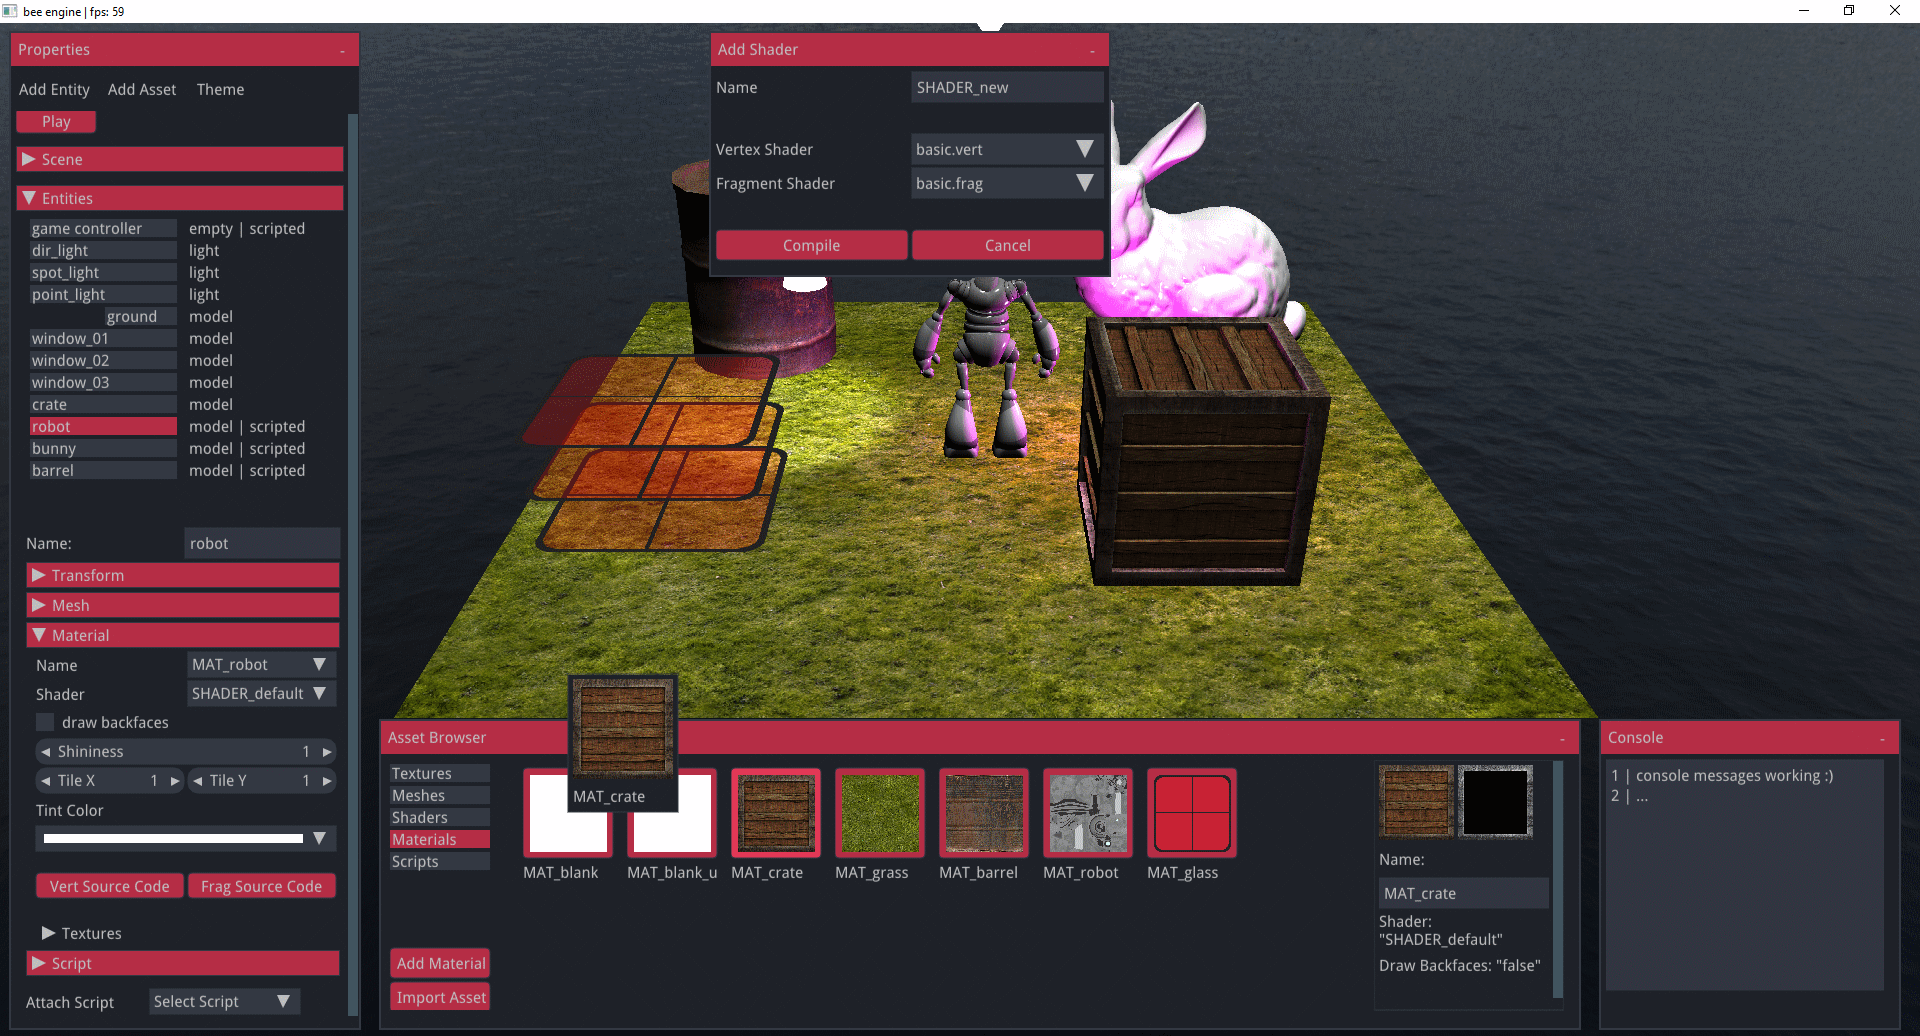 bee engine | fps: 59
Properties
-
Add Entity Add Asset Theme
Play
Scene
Entities
game controller empty | scripted
dir_light light
spot_light light
point_light light
ground model
window_01 model
window_02 model
window_03 model
crate model
robot model | scripted
bunny model | scripted
barrel model | scripted
Name: robot
Transform
Mesh
Material
Name MAT_robot
Shader SHADER_default
draw backfaces
Shininess 1
Tile X 1 Tile Y 1
Tint Color
Vert Source Code Frag Source Code
Textures
Script
Attach Script Select Script
Add Shader
-
Name SHADER_new
Vertex Shader basic.vert
Fragment Shader basic.frag
Compile Cancel
Asset Browser
-
Textures
Meshes
Shaders
Materials
Scripts
Add Material
Import Asset
MAT_crate
MAT_blank MAT_blank_u MAT_crate MAT_grass MAT_barrel MAT_robot MAT_glass
Name:
MAT_crate
Shader:
"SHADER_default"
Draw Backfaces: "false"
Console
-
1 | console messages working :)
2 | ...